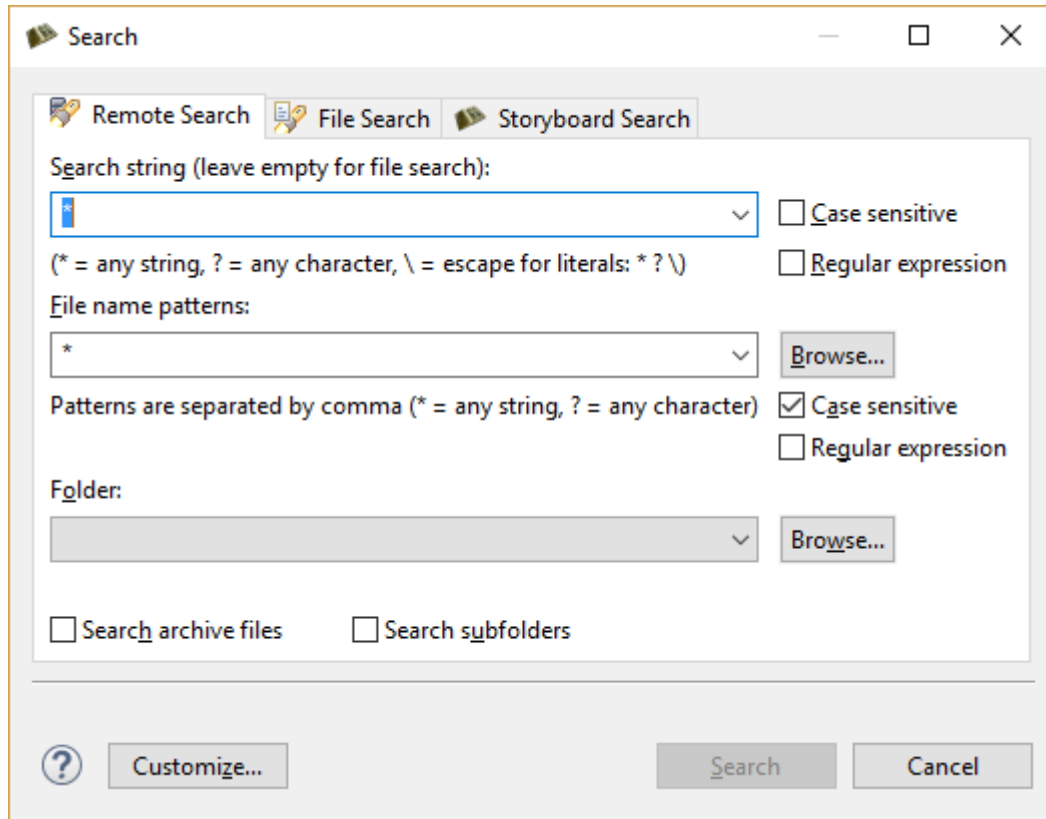 Search
Remote Search File Search Storyboard Search
Search string (leave empty for file search):
* Case sensitive
(* = any string, ? = any character, \ = escape for literals: * ? \) Regular expression
File name patterns:
* Browse...
Patterns are separated by comma (* = any string, ? = any character) Case sensitive
Regular expression
Folder:
Browse...
Search archive files Search subfolders
? Customize... Search Cancel